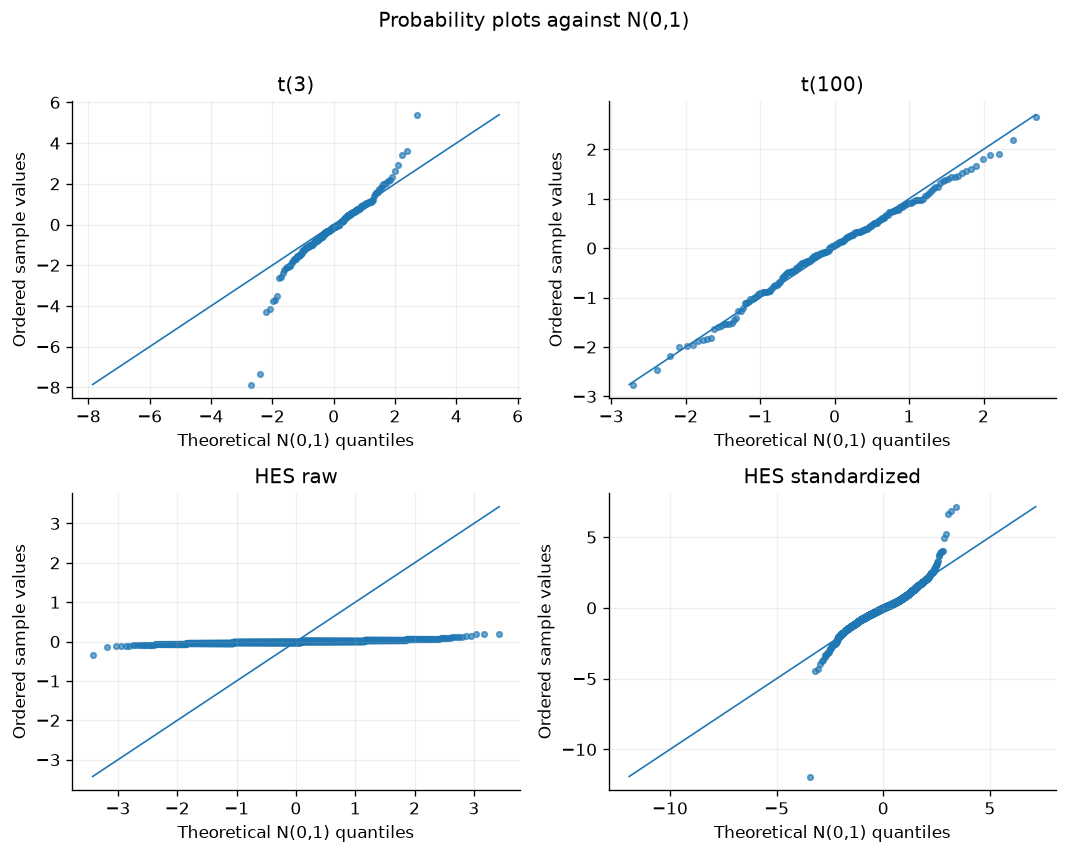 Probability plots against N(0,1)
t(3)
6
4
2
0
−2
−4
−6
−8
Ordered sample values
−8 −6 −4 −2 0 2 4 6
Theoretical N(0,1) quantiles
t(100)
2
1
0
−1
−2
−3
Ordered sample values
−3 −2 −1 0 1 2
Theoretical N(0,1) quantiles
HES raw
3
2
1
0
−1
−2
−3
Ordered sample values
−3 −2 −1 0 1 2 3
Theoretical N(0,1) quantiles
HES standardized
5
0
−5
−10
Ordered sample values
−10 −5 0 5
Theoretical N(0,1) quantiles